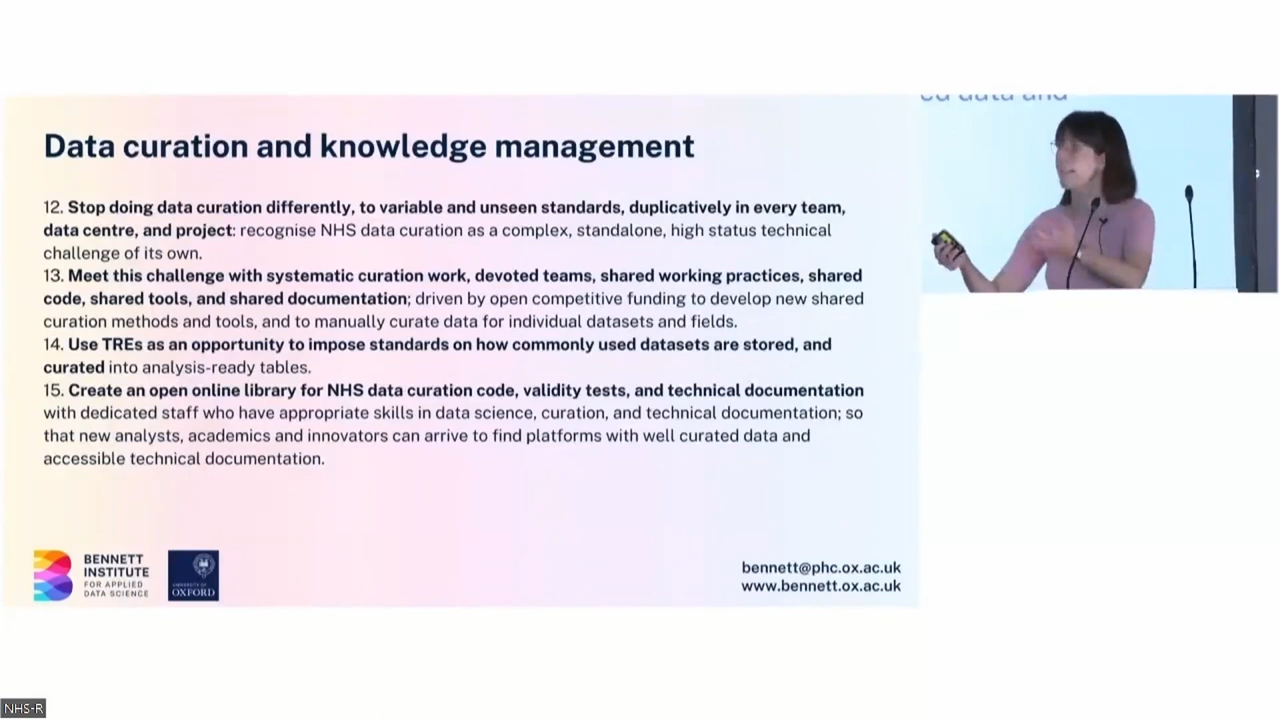 Data curation and knowledge management
12. Stop doing data curation differently, to variable and unseen standards, duplicatively in every team,
data centre, and project: recognise NHS data curation as a complex, standalone, high status technical
challenge of its own.
13. Meet this challenge with systematic curation work, devoted teams, shared working practices, shared
code, shared tools, and shared documentation; driven by open competitive funding to develop new shared
curation methods and tools, and to manually curate data for individual datasets and fields.
14. Use TREs as an opportunity to impose standards on how commonly used datasets are stored, and
curated into analysis-ready tables.
15. Create an open online library for NHS data curation code, validity tests, and technical documentation
with dedicated staff who have appropriate skills in data science, curation, and technical documentation; so
that new analysts, academics and innovators can arrive to find platforms with well curated data and
accessible technical documentation.
BENNETT
INSTITUTE
FOR APPLIED
DATA SCIENCE
UNIVERSITY OF
OXFORD
bennett@phc.ox.ac.uk
www.bennett.ox.ac.uk
ed data and
NHS-R